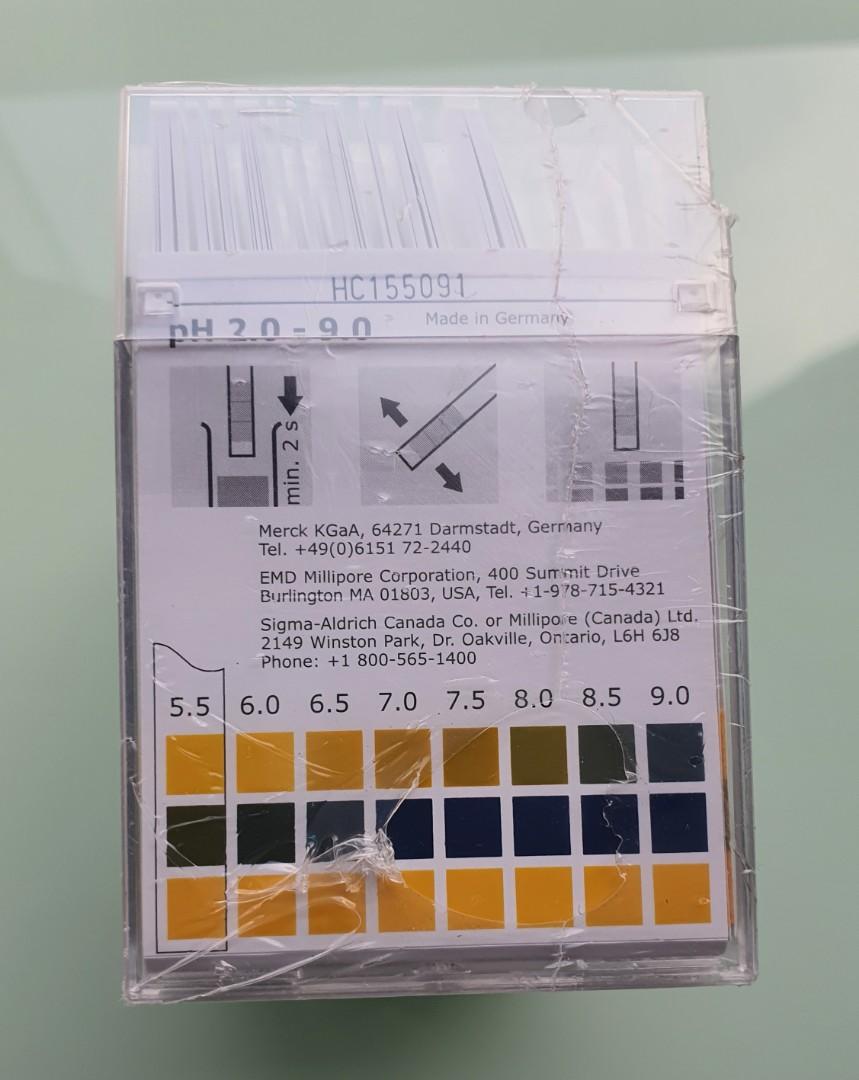 HC155091
pH 2.0 - 9.0
Made in Germany
min. 2 s
Merck KGaA, 64271 Darmstadt, Germany
Tel. +49(0)6151 72-2440
EMD Millipore Corporation, 400 Summit Drive
Burlington MA 01803, USA, Tel. +1-978-715-4321
Sigma-Aldrich Canada Co. or Millipore (Canada) Ltd.
2149 Winston Park, Dr. Oakville, Ontario, L6H 6J8
Phone: +1 800-565-1400
5.5 6.0 6.5 7.0 7.5 8.0 8.5 9.0